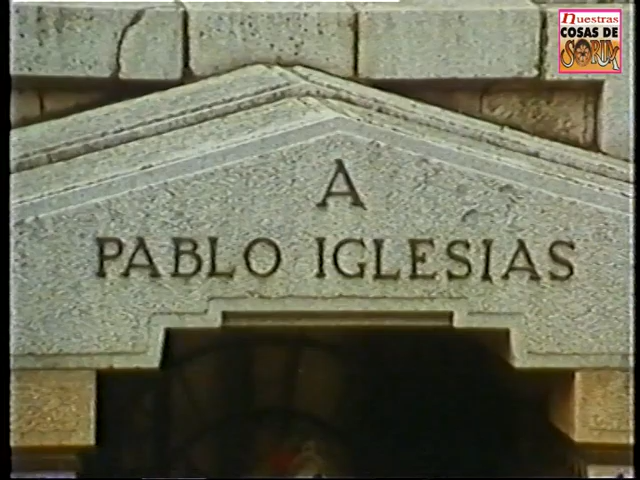 Nuestras
COSAS DE
SORIA
A
PABLO IGLESIAS